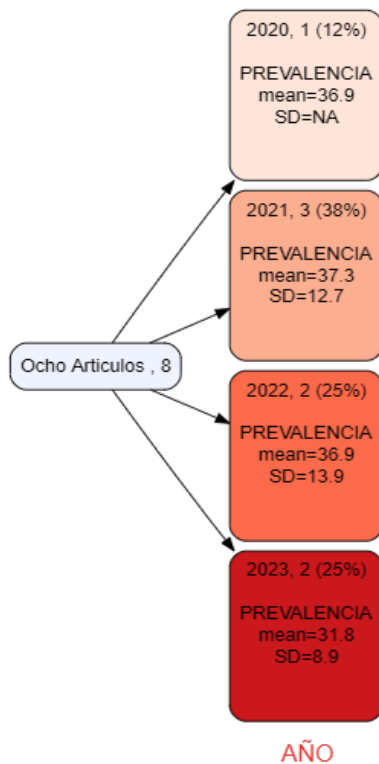 2020, 1 (12%)
PREVALENCIA
mean=36.9
SD=NA
2021, 3 (38%)
PREVALENCIA
mean=37.3
SD=12.7
Ocho Articulos , 8
2022, 2 (25%)
PREVALENCIA
mean=36.9
SD=13.9
2023, 2 (25%)
PREVALENCIA
mean=31.8
SD=8.9
AÑO